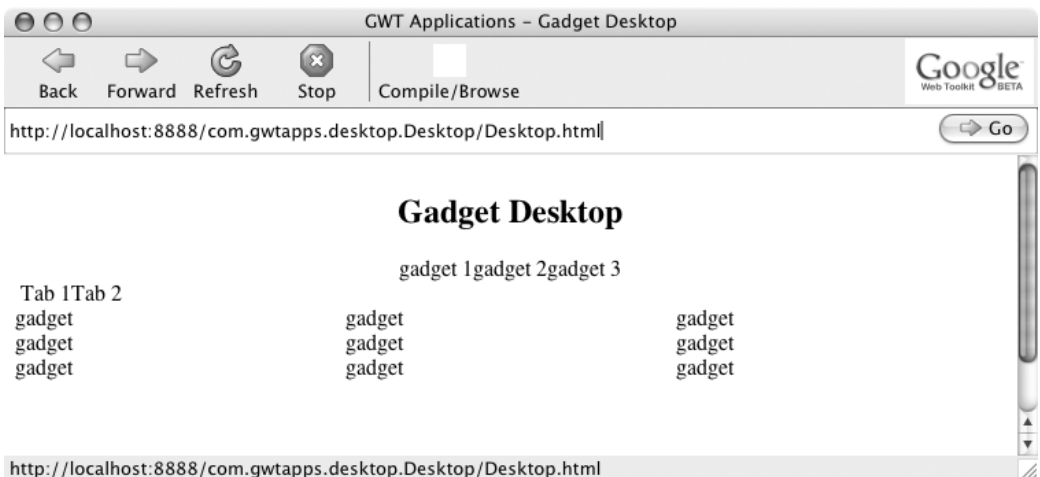 GWT Applications – Gadget Desktop
Back Forward Refresh Stop Compile/Browse
Google
Web Toolkit BETA
http://localhost:8888/com.gwtapps.desktop.Desktop/Desktop.html Go
Gadget Desktop
gadget 1gadget 2gadget 3
Tab 1Tab 2
gadget gadget gadget
gadget gadget gadget
gadget gadget gadget
http://localhost:8888/com.gwtapps.desktop.Desktop/Desktop.html